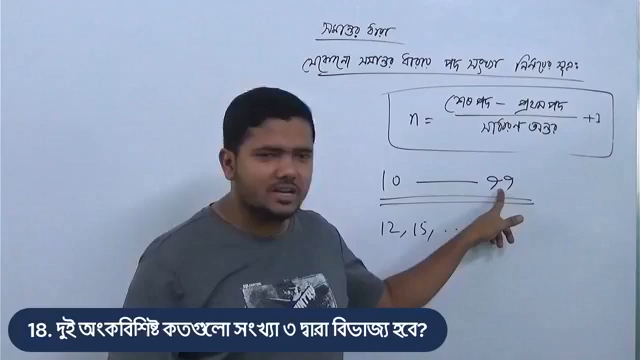 সমান্তর ধারা
যেকোনো সমান্তর ধারার পদ সংখ্যা নির্ণয়ের সূত্রঃ
n = (শেষ পদ - প্রথম পদ) / সাধারণ অন্তর + 1
10 — 99
12, 15, ...
18. দুই অংকবিশিষ্ট কতগুলো সংখ্যা ৩ দ্বারা বিভাজ্য হবে?